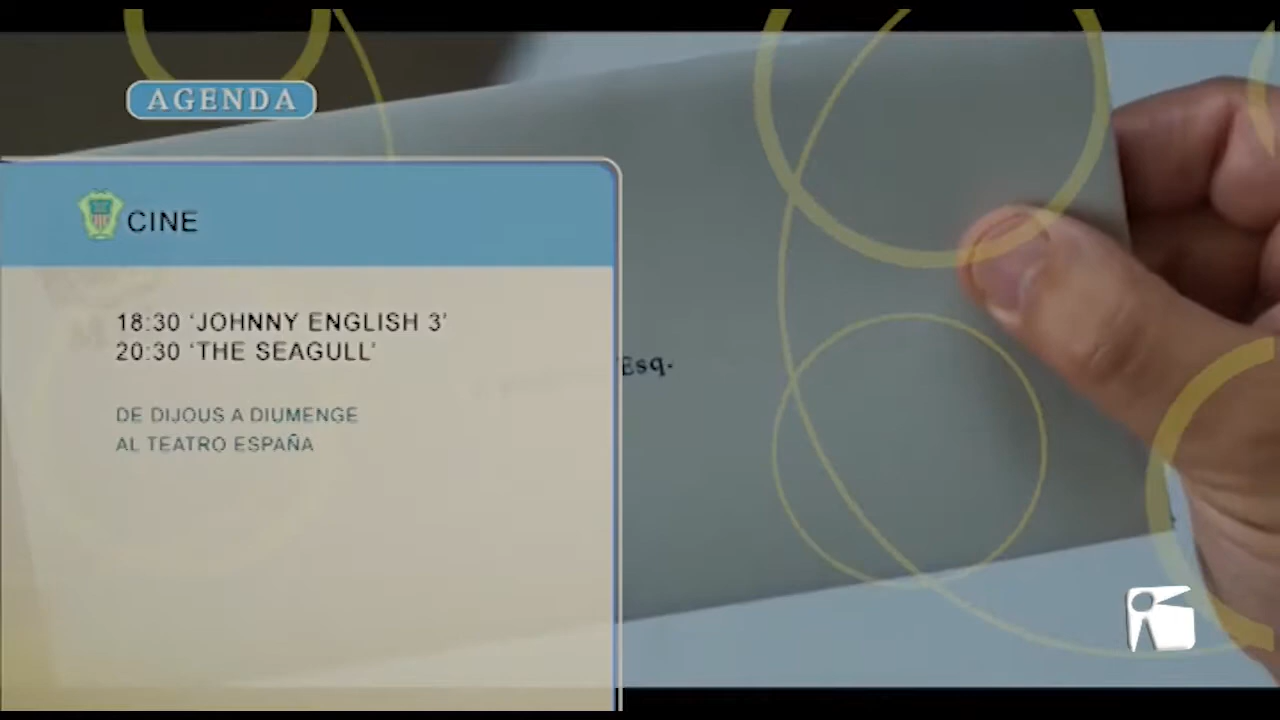 AGENDA
CINE
18:30 ‘JOHNNY ENGLISH 3’
20:30 ‘THE SEAGULL’
Esq.
DE DIJOUS A DIUMENGE
AL TEATRO ESPAÑA